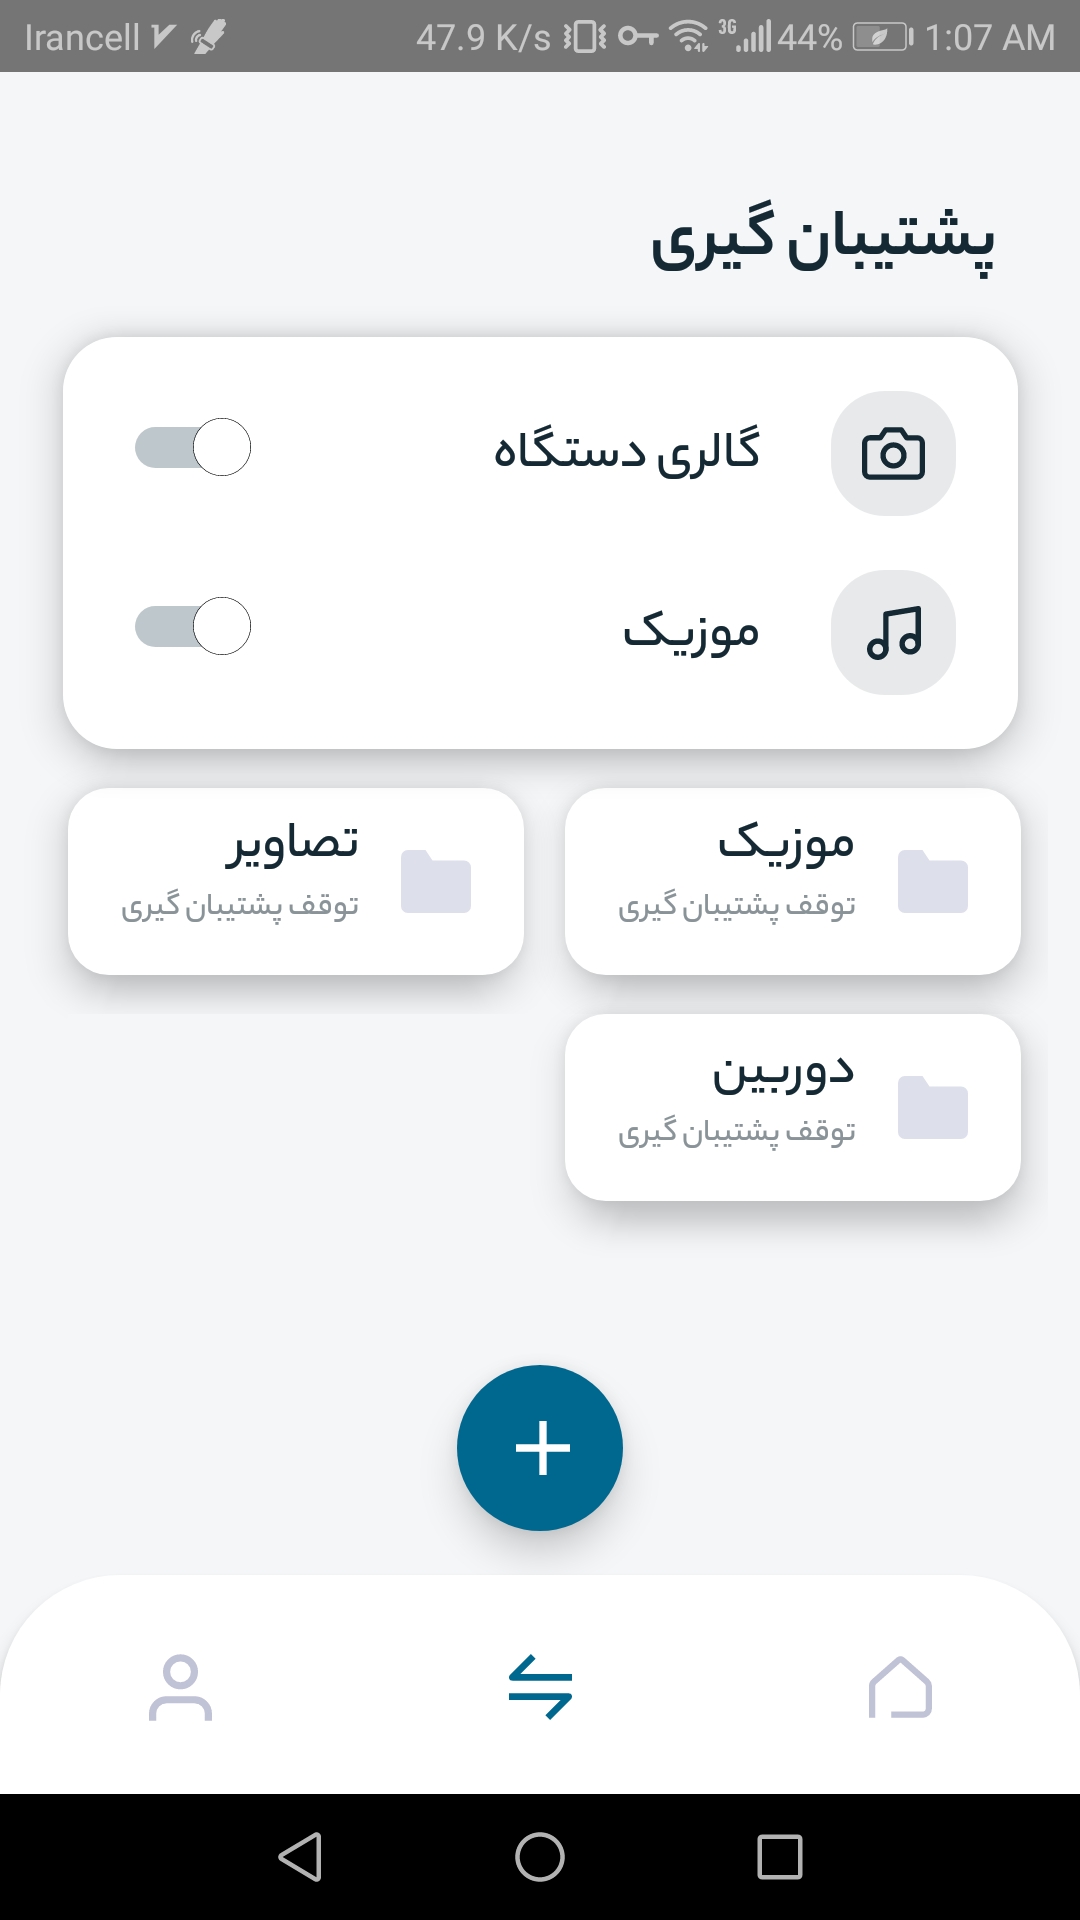 Irancell 47.9 K/s 3G 44% 1:07 AM
پشتیبان گیری
گالری دستگاه
موزیک
موزیک
توقف پشتیبان گیری
تصاویر
توقف پشتیبان گیری
دوربین
توقف پشتیبان گیری